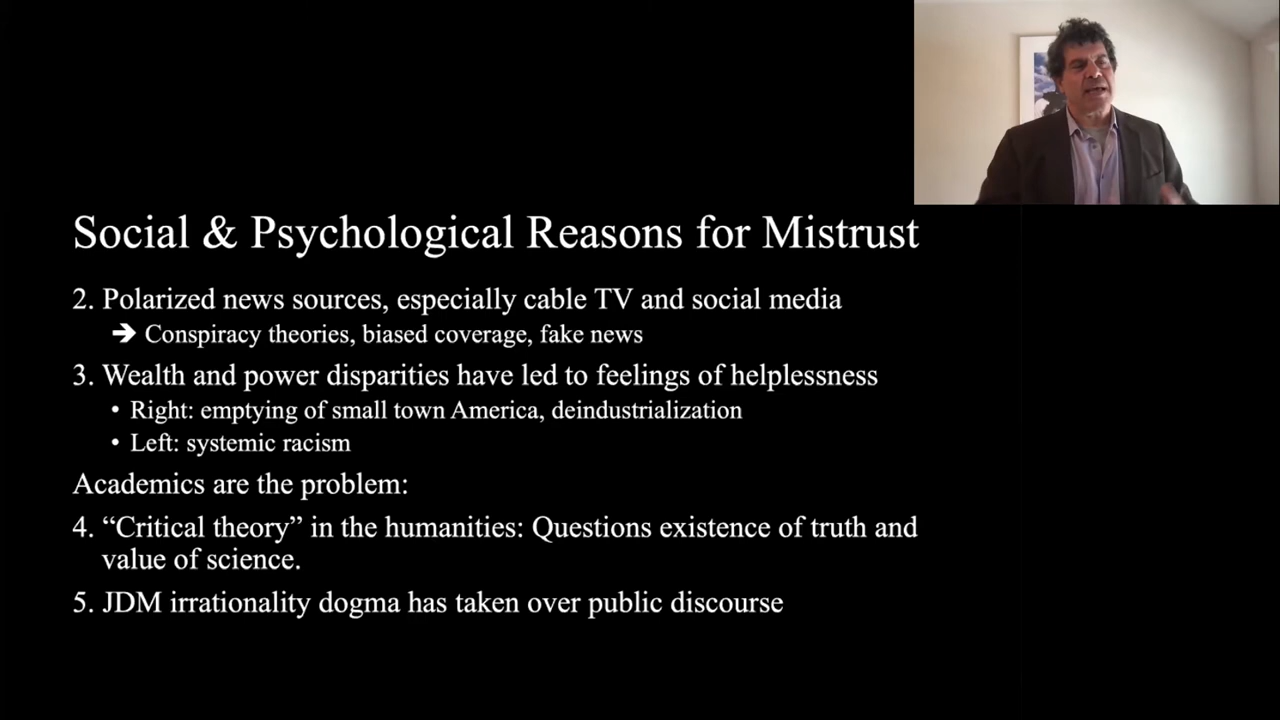 Social & Psychological Reasons for Mistrust
2. Polarized news sources, especially cable TV and social media
➔ Conspiracy theories, biased coverage, fake news
3. Wealth and power disparities have led to feelings of helplessness
• Right: emptying of small town America, deindustrialization
• Left: systemic racism
Academics are the problem:
4. “Critical theory” in the humanities: Questions existence of truth and
value of science.
5. JDM irrationality dogma has taken over public discourse